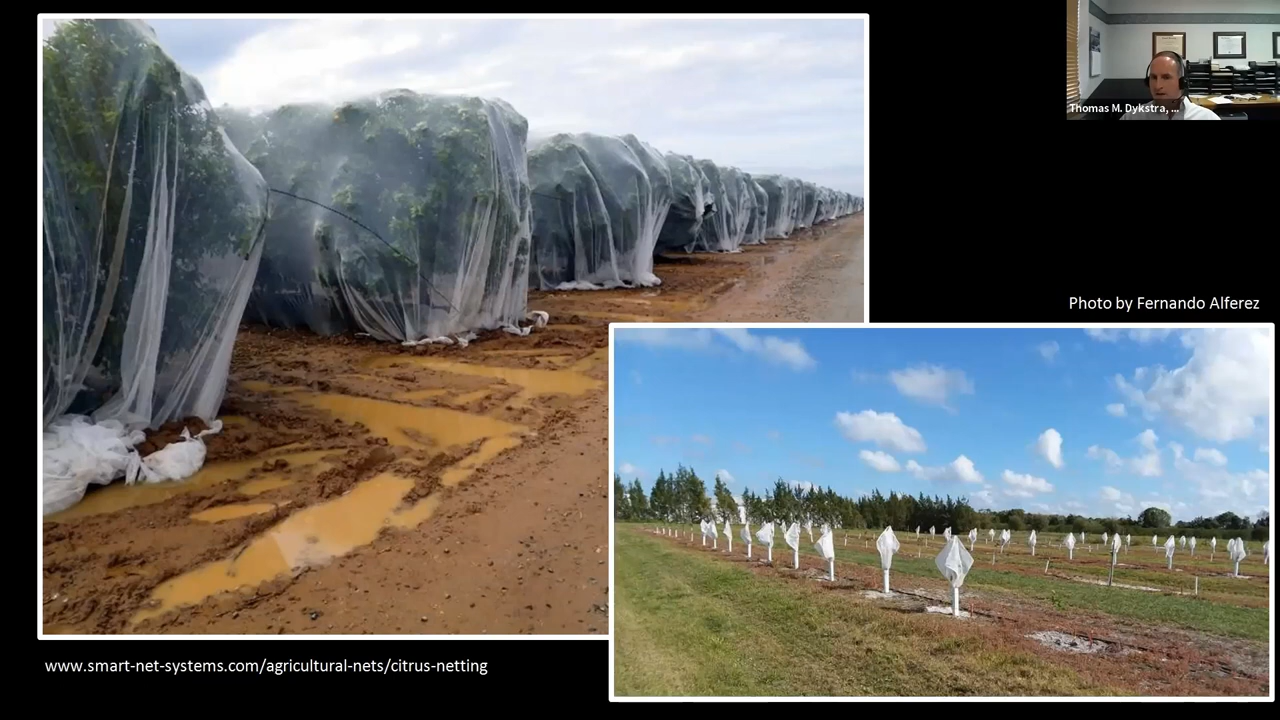 Thomas M. Dykstra, ...
Photo by Fernando Alferez
www.smart-net-systems.com/agricultural-nets/citrus-netting